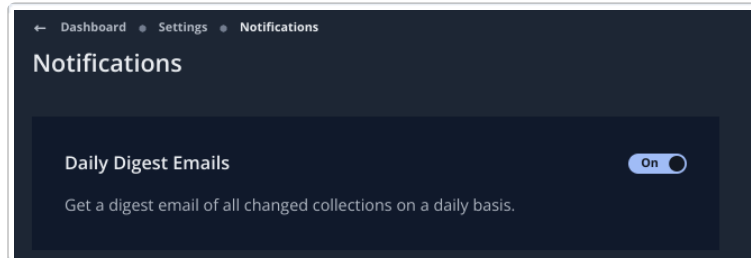 ← Dashboard ● Settings ● Notifications
Notifications
Daily Digest Emails
On
Get a digest email of all changed collections on a daily basis.